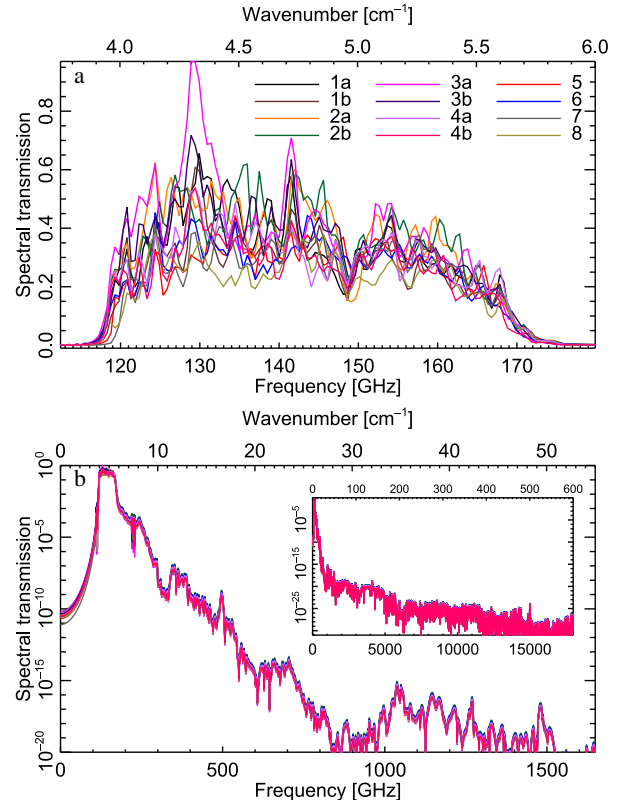 Wavenumber [cm⁻¹]
4.0 4.5 5.0 5.5 6.0
a
1a 3a 5
1b 3b 6
2a 4a 7
2b 4b 8
Spectral transmission
0.8
0.6
0.4
0.2
0.0
120 130 140 150 160 170
Frequency [GHz]
Wavenumber [cm⁻¹]
0 10 20 30 40 50
b
Spectral transmission
10⁰
10⁻⁵
10⁻¹⁰
10⁻¹⁵
10⁻²⁰
0 100 200 300 400 500 600
10⁻⁵
10⁻¹⁵
10⁻²⁵
0 5000 10000 15000
0 500 1000 1500
Frequency [GHz]